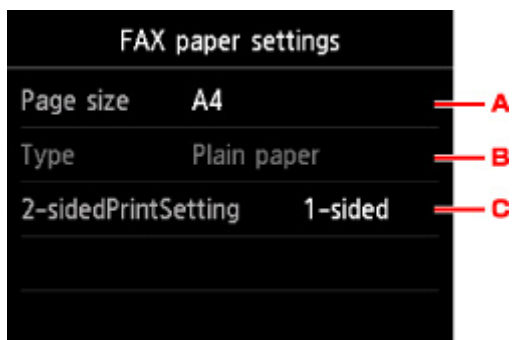 FAX paper settings
Page size A4 A
Type Plain paper B
2-sidedPrintSetting 1-sided C